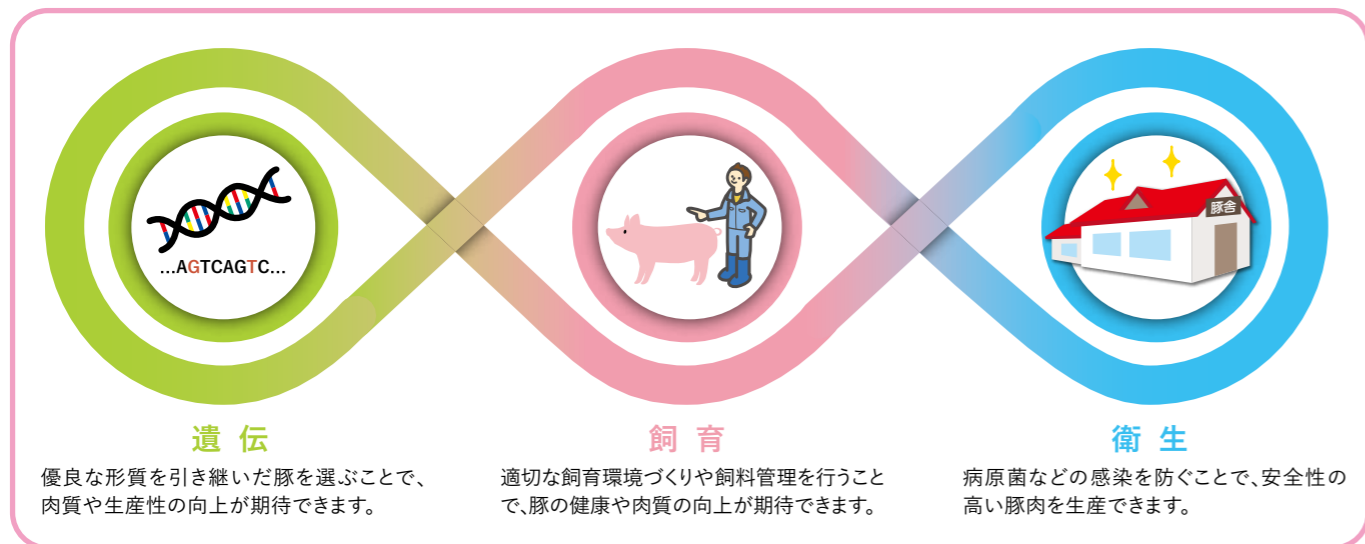 ...AGTCAGTC...
豚舎
遺伝
優良な形質を引き継いだ豚を選ぶことで、
肉質や生産性の向上が期待できます。
飼育
適切な飼育環境づくりや飼料管理を行うこと
で、豚の健康や肉質の向上が期待できます。
衛生
病原菌などの感染を防ぐことで、安全性の
高い豚肉を生産できます。